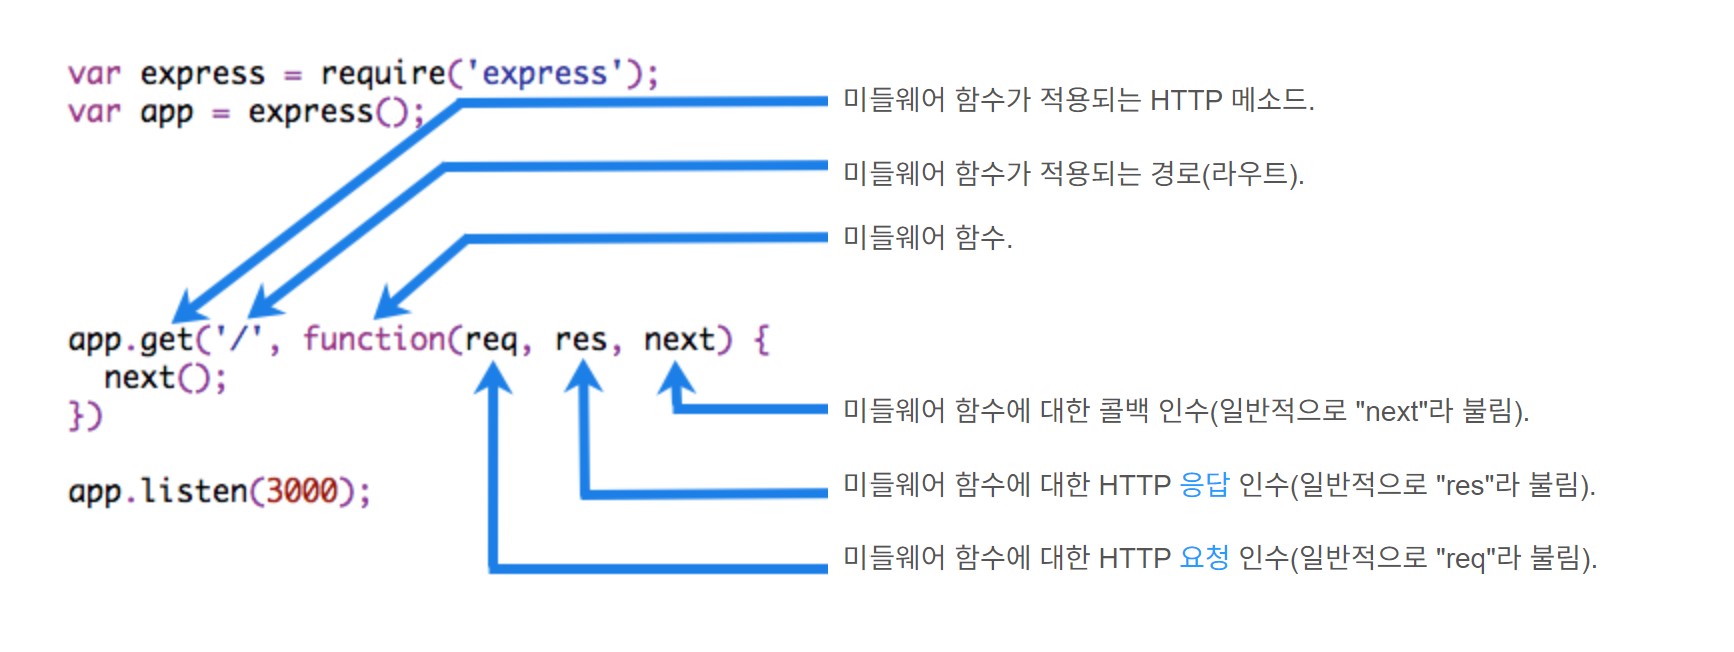 var express = require('express');
var app = express();
미들웨어 함수가 적용되는 HTTP 메소드.
미들웨어 함수가 적용되는 경로(라우트).
미들웨어 함수.
app.get('/', function(req, res, next) {
next();
})
app.listen(3000);
미들웨어 함수에 대한 콜백 인수(일반적으로 "next"라 불림).
미들웨어 함수에 대한 HTTP 응답 인수(일반적으로 "res"라 불림).
미들웨어 함수에 대한 HTTP 요청 인수(일반적으로 "req"라 불림).